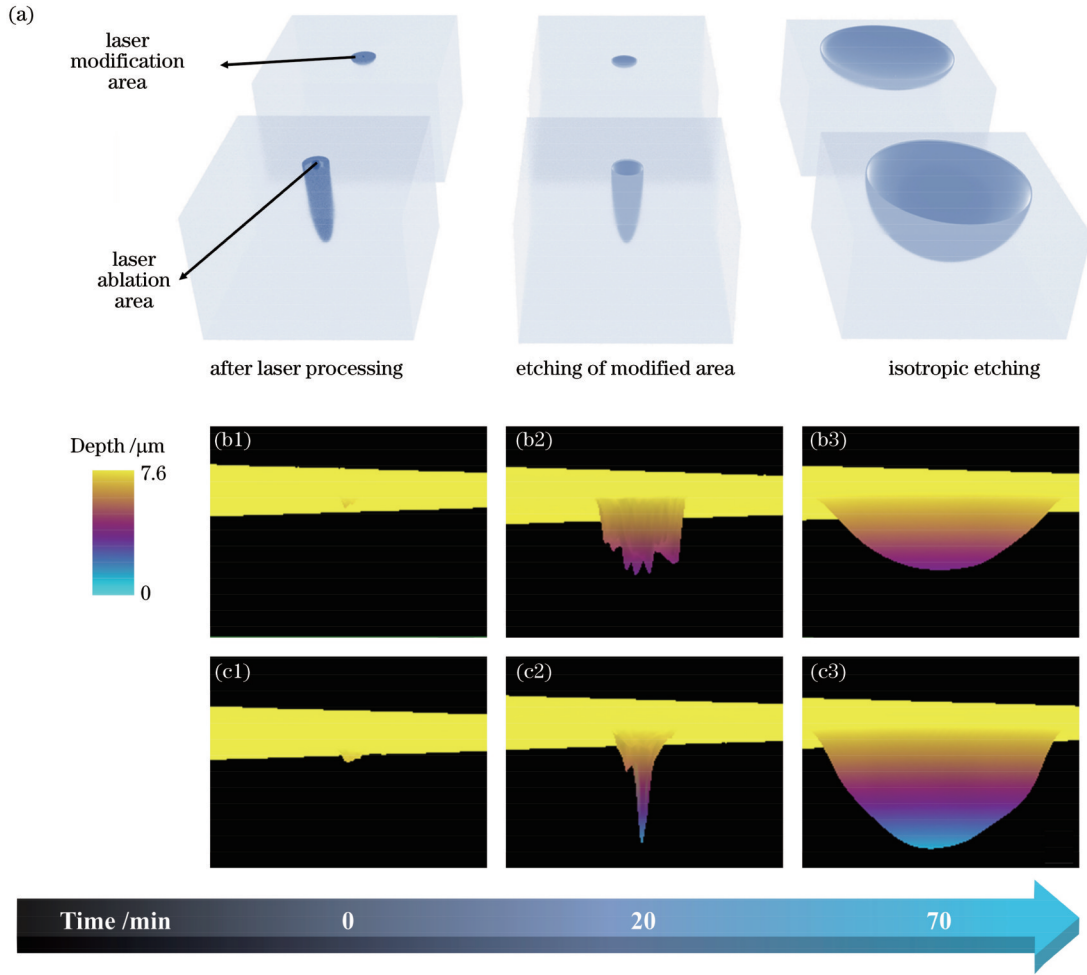 (a)
laser
modification
area
laser
ablation
area
after laser processing
etching of modified area
isotropic etching
Depth /μm
7.6
0
(b1)
(b2)
(b3)
(c1)
(c2)
(c3)
Time /min
0
20
70